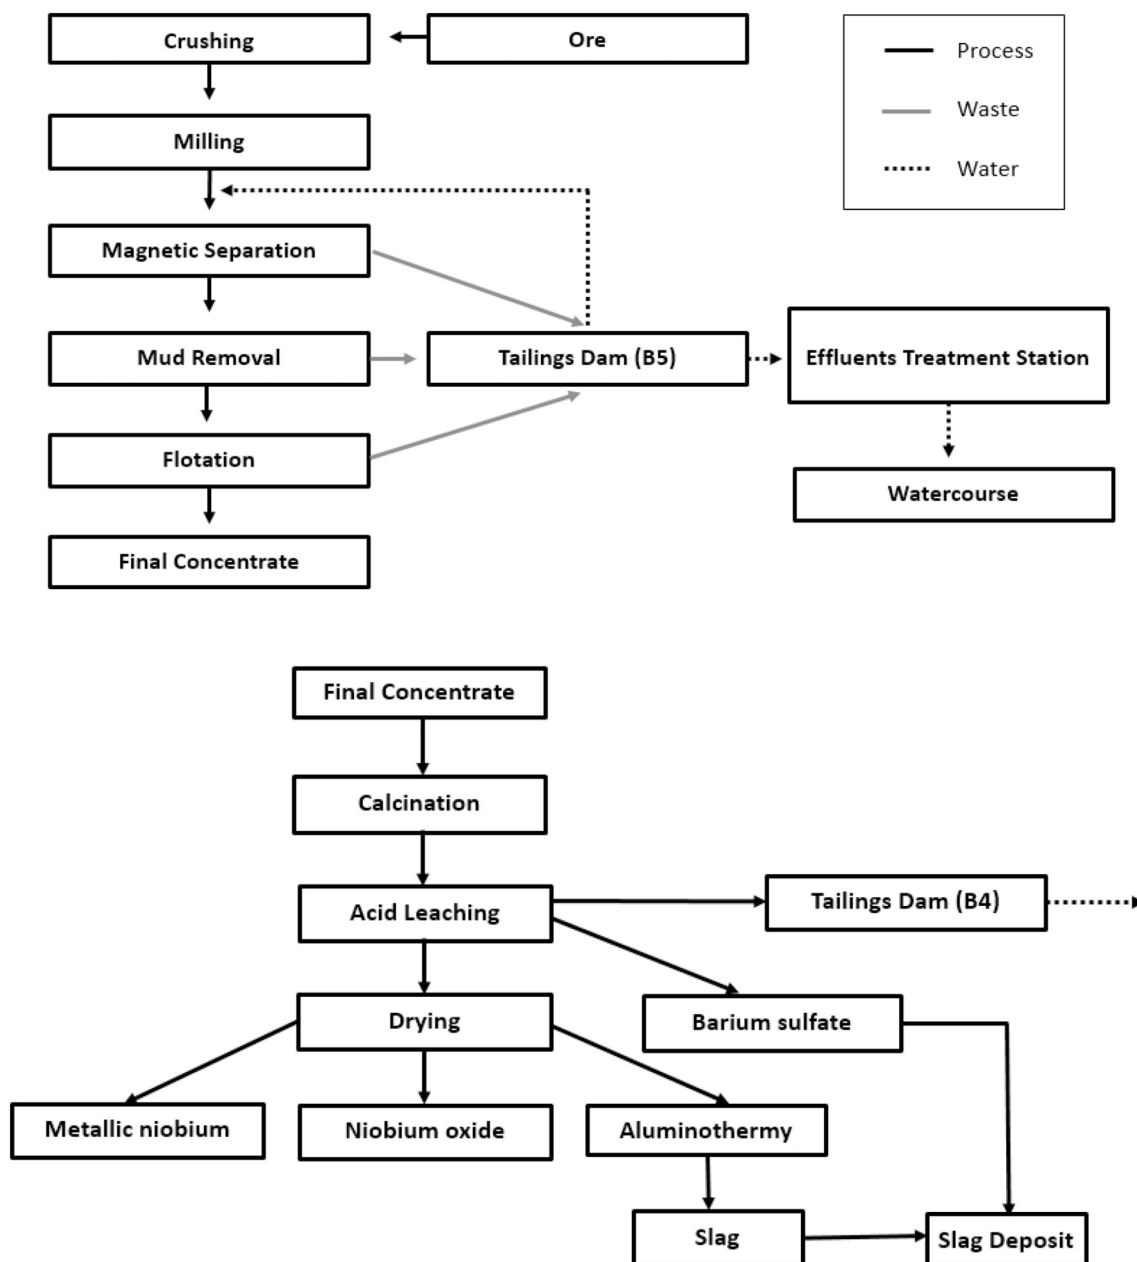 Crushing
Ore
Process
Waste
Water
Milling
Magnetic Separation
Mud Removal
Tailings Dam (B5)
Effluents Treatment Station
Flotation
Watercourse
Final Concentrate
Final Concentrate
Calcination
Acid Leaching
Tailings Dam (B4)
Drying
Barium sulfate
Metallic niobium
Niobium oxide
Aluminothermy
Slag
Slag Deposit